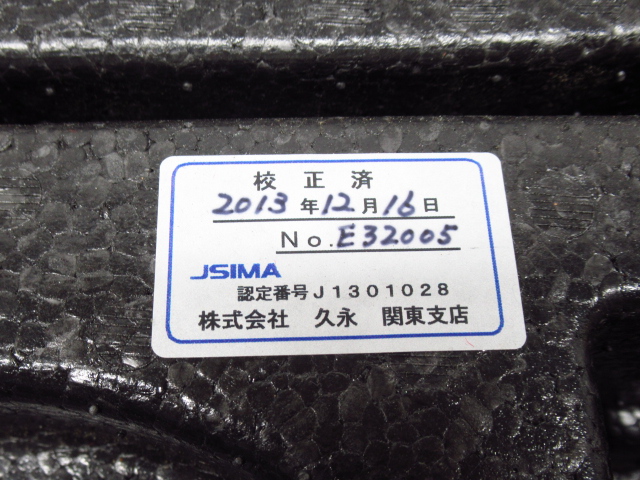 校正済
2013年12月16日
No.E32005
JSIMA
認定番号J1301028
株式会社 久永 関東支店